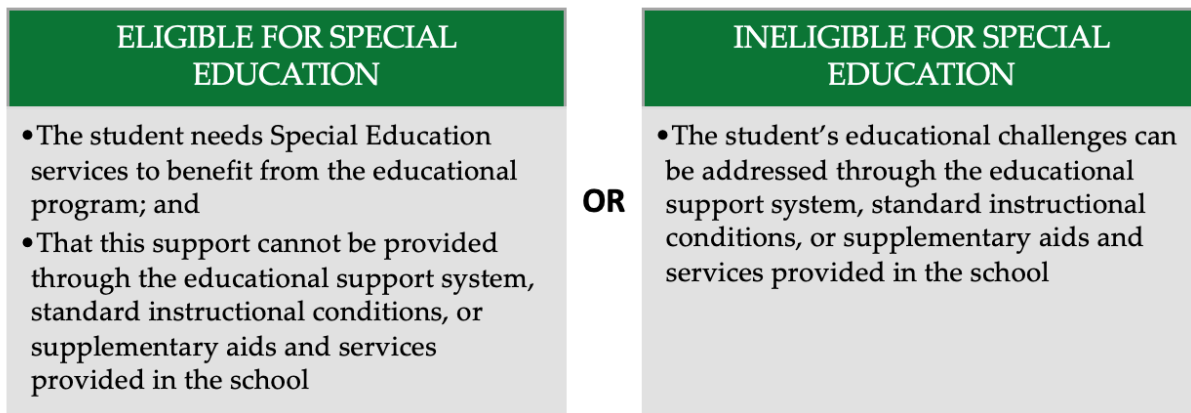 ELIGIBLE FOR SPECIAL
EDUCATION
•The student needs Special Education
services to benefit from the educational
program; and
•That this support cannot be provided
through the educational support system,
standard instructional conditions, or
supplementary aids and services
provided in the school
OR
INELIGIBLE FOR SPECIAL
EDUCATION
•The student’s educational challenges can
be addressed through the educational
support system, standard instructional
conditions, or supplementary aids and
services provided in the school